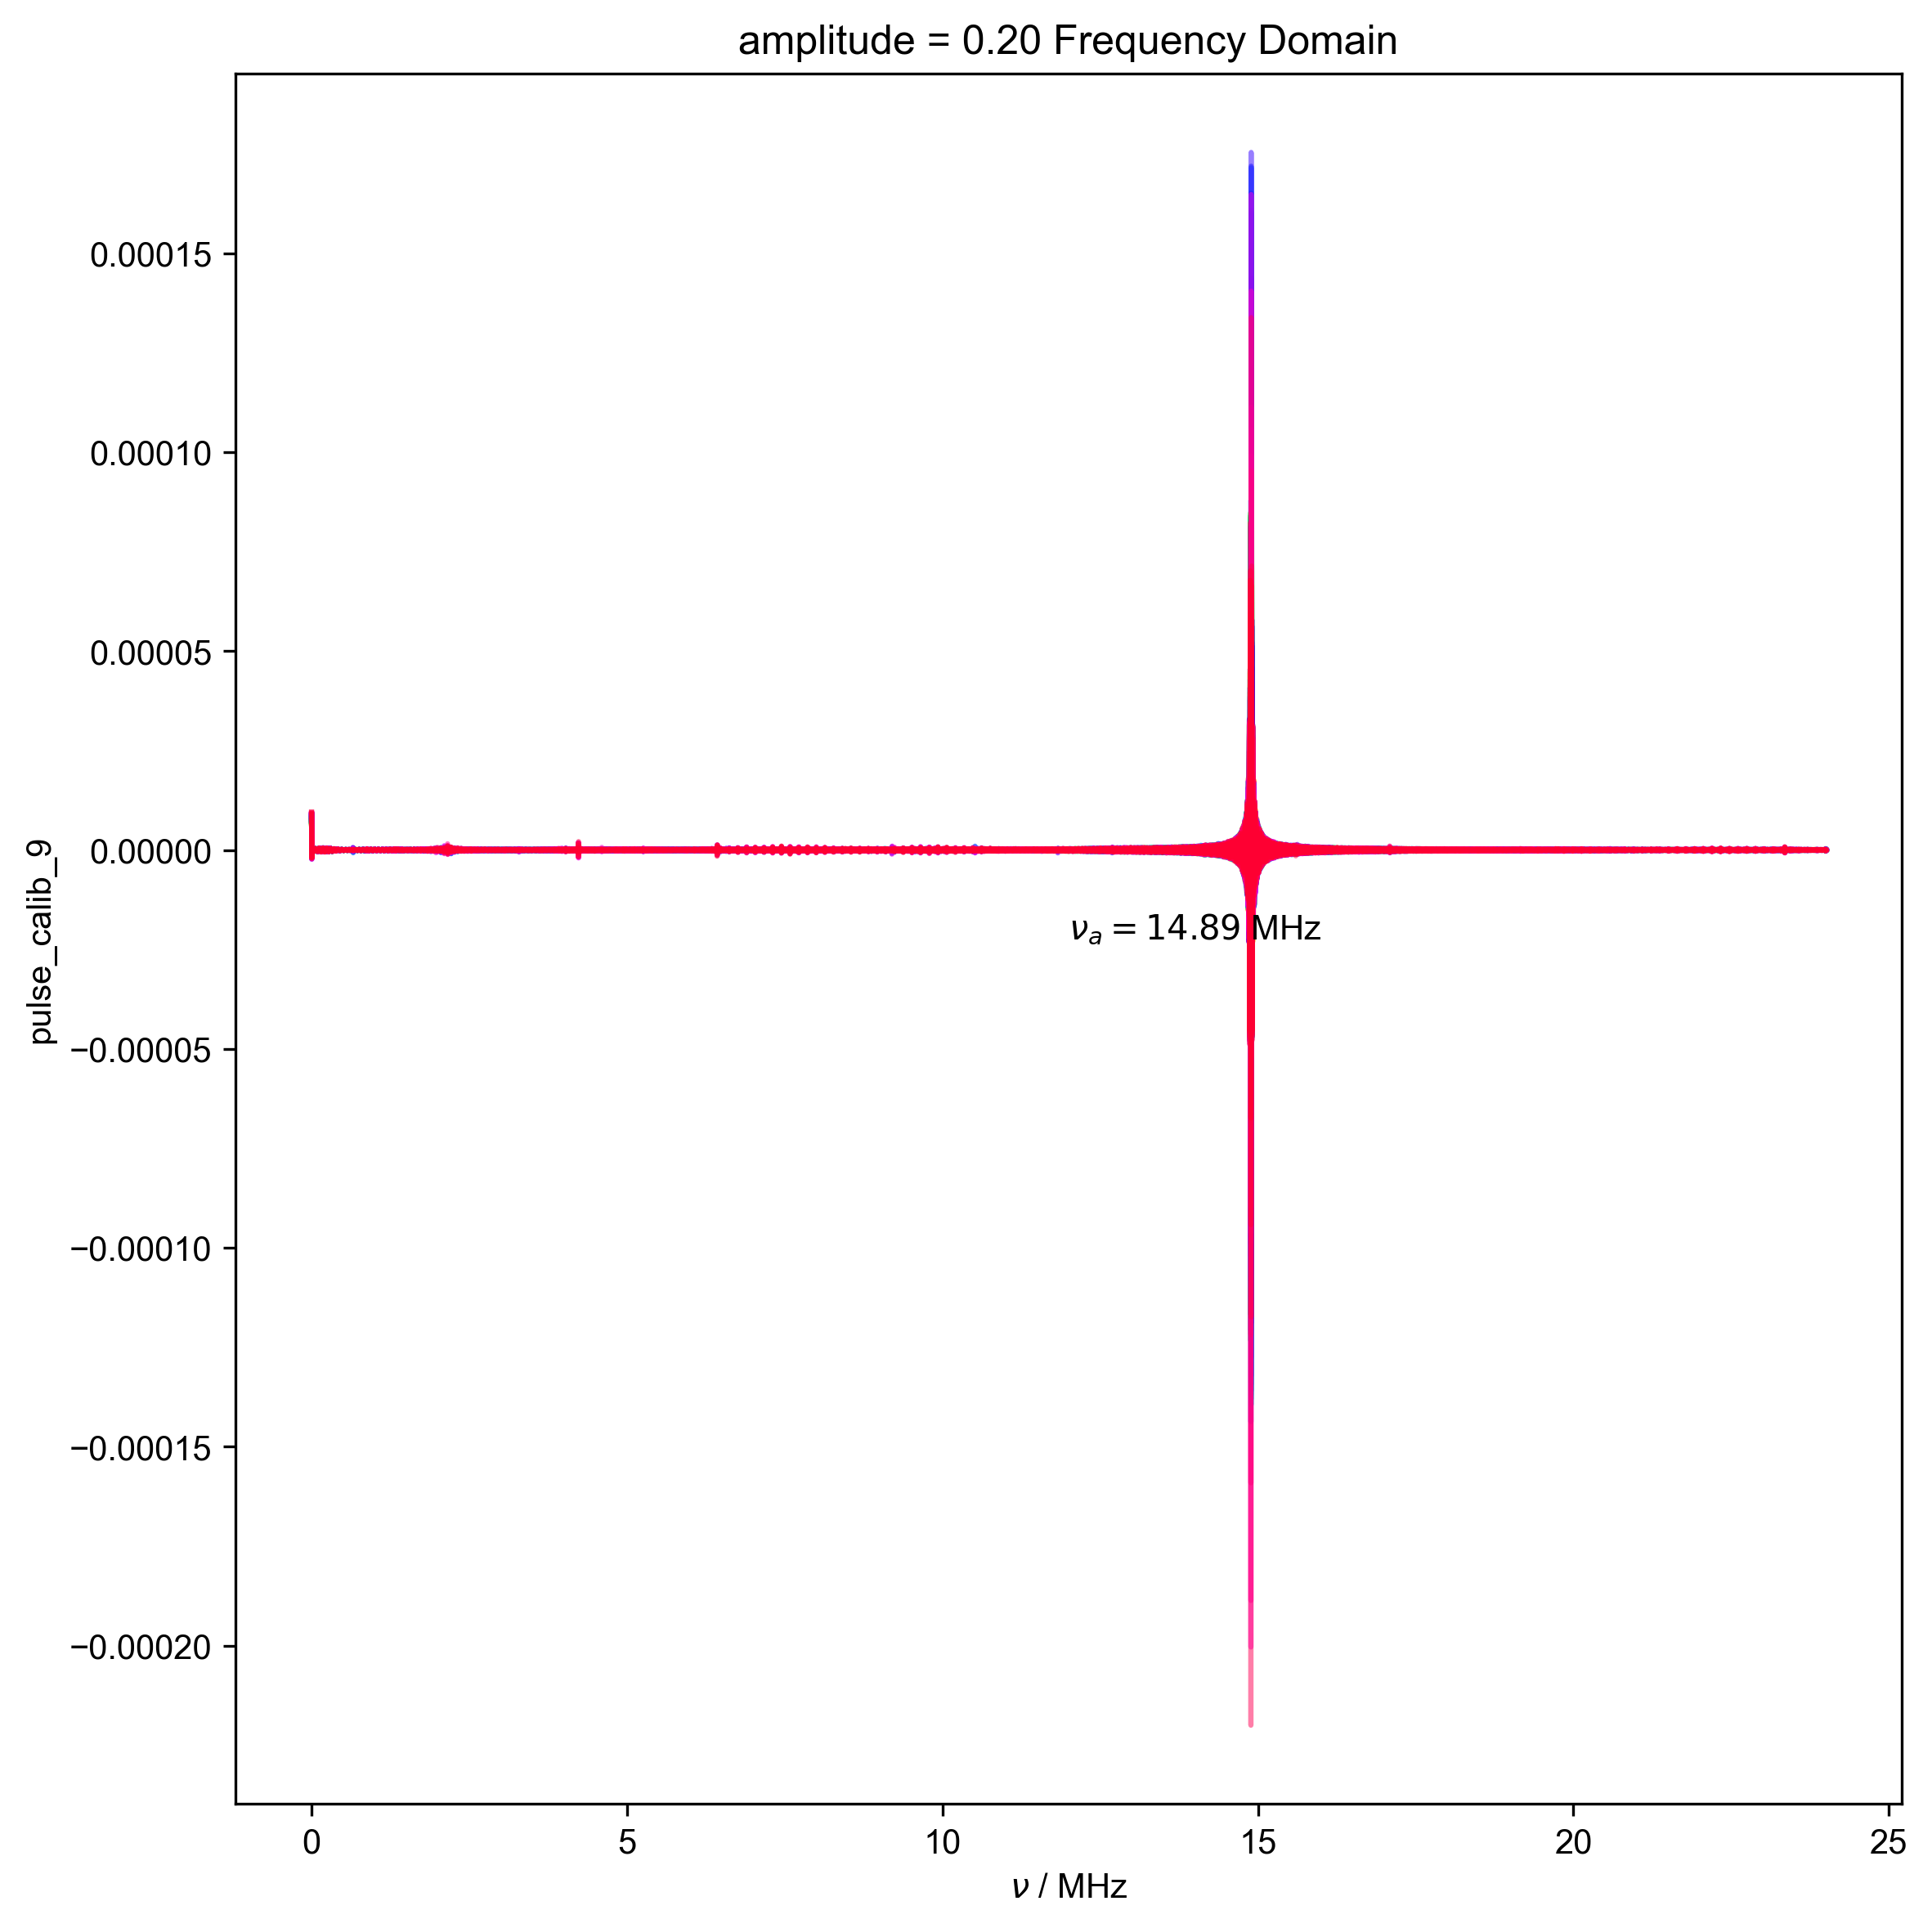 amplitude = 0.20 Frequency Domain
0.00015
0.00010
0.00005
0.00000
−0.00005
−0.00010
−0.00015
−0.00020
pulse_calib_9
ν_a = 14.89 MHz
0 5 10 15 20 25
ν / MHz